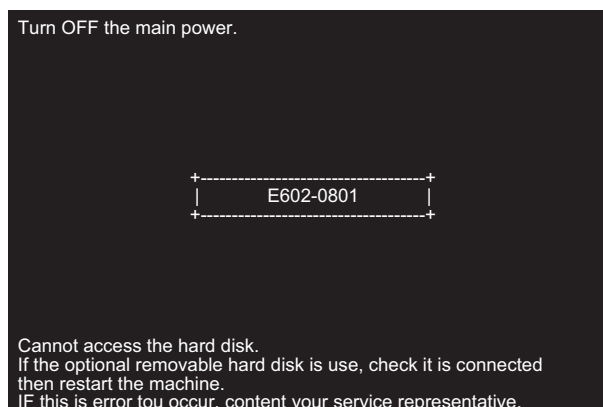 Turn OFF the main power.
+------------------------------------+
| E602-0801 |
+------------------------------------+
Cannot access the hard disk.
If the optional removable hard disk is use, check it is connected
then restart the machine.
IF this is error tou occur, content your service representative.